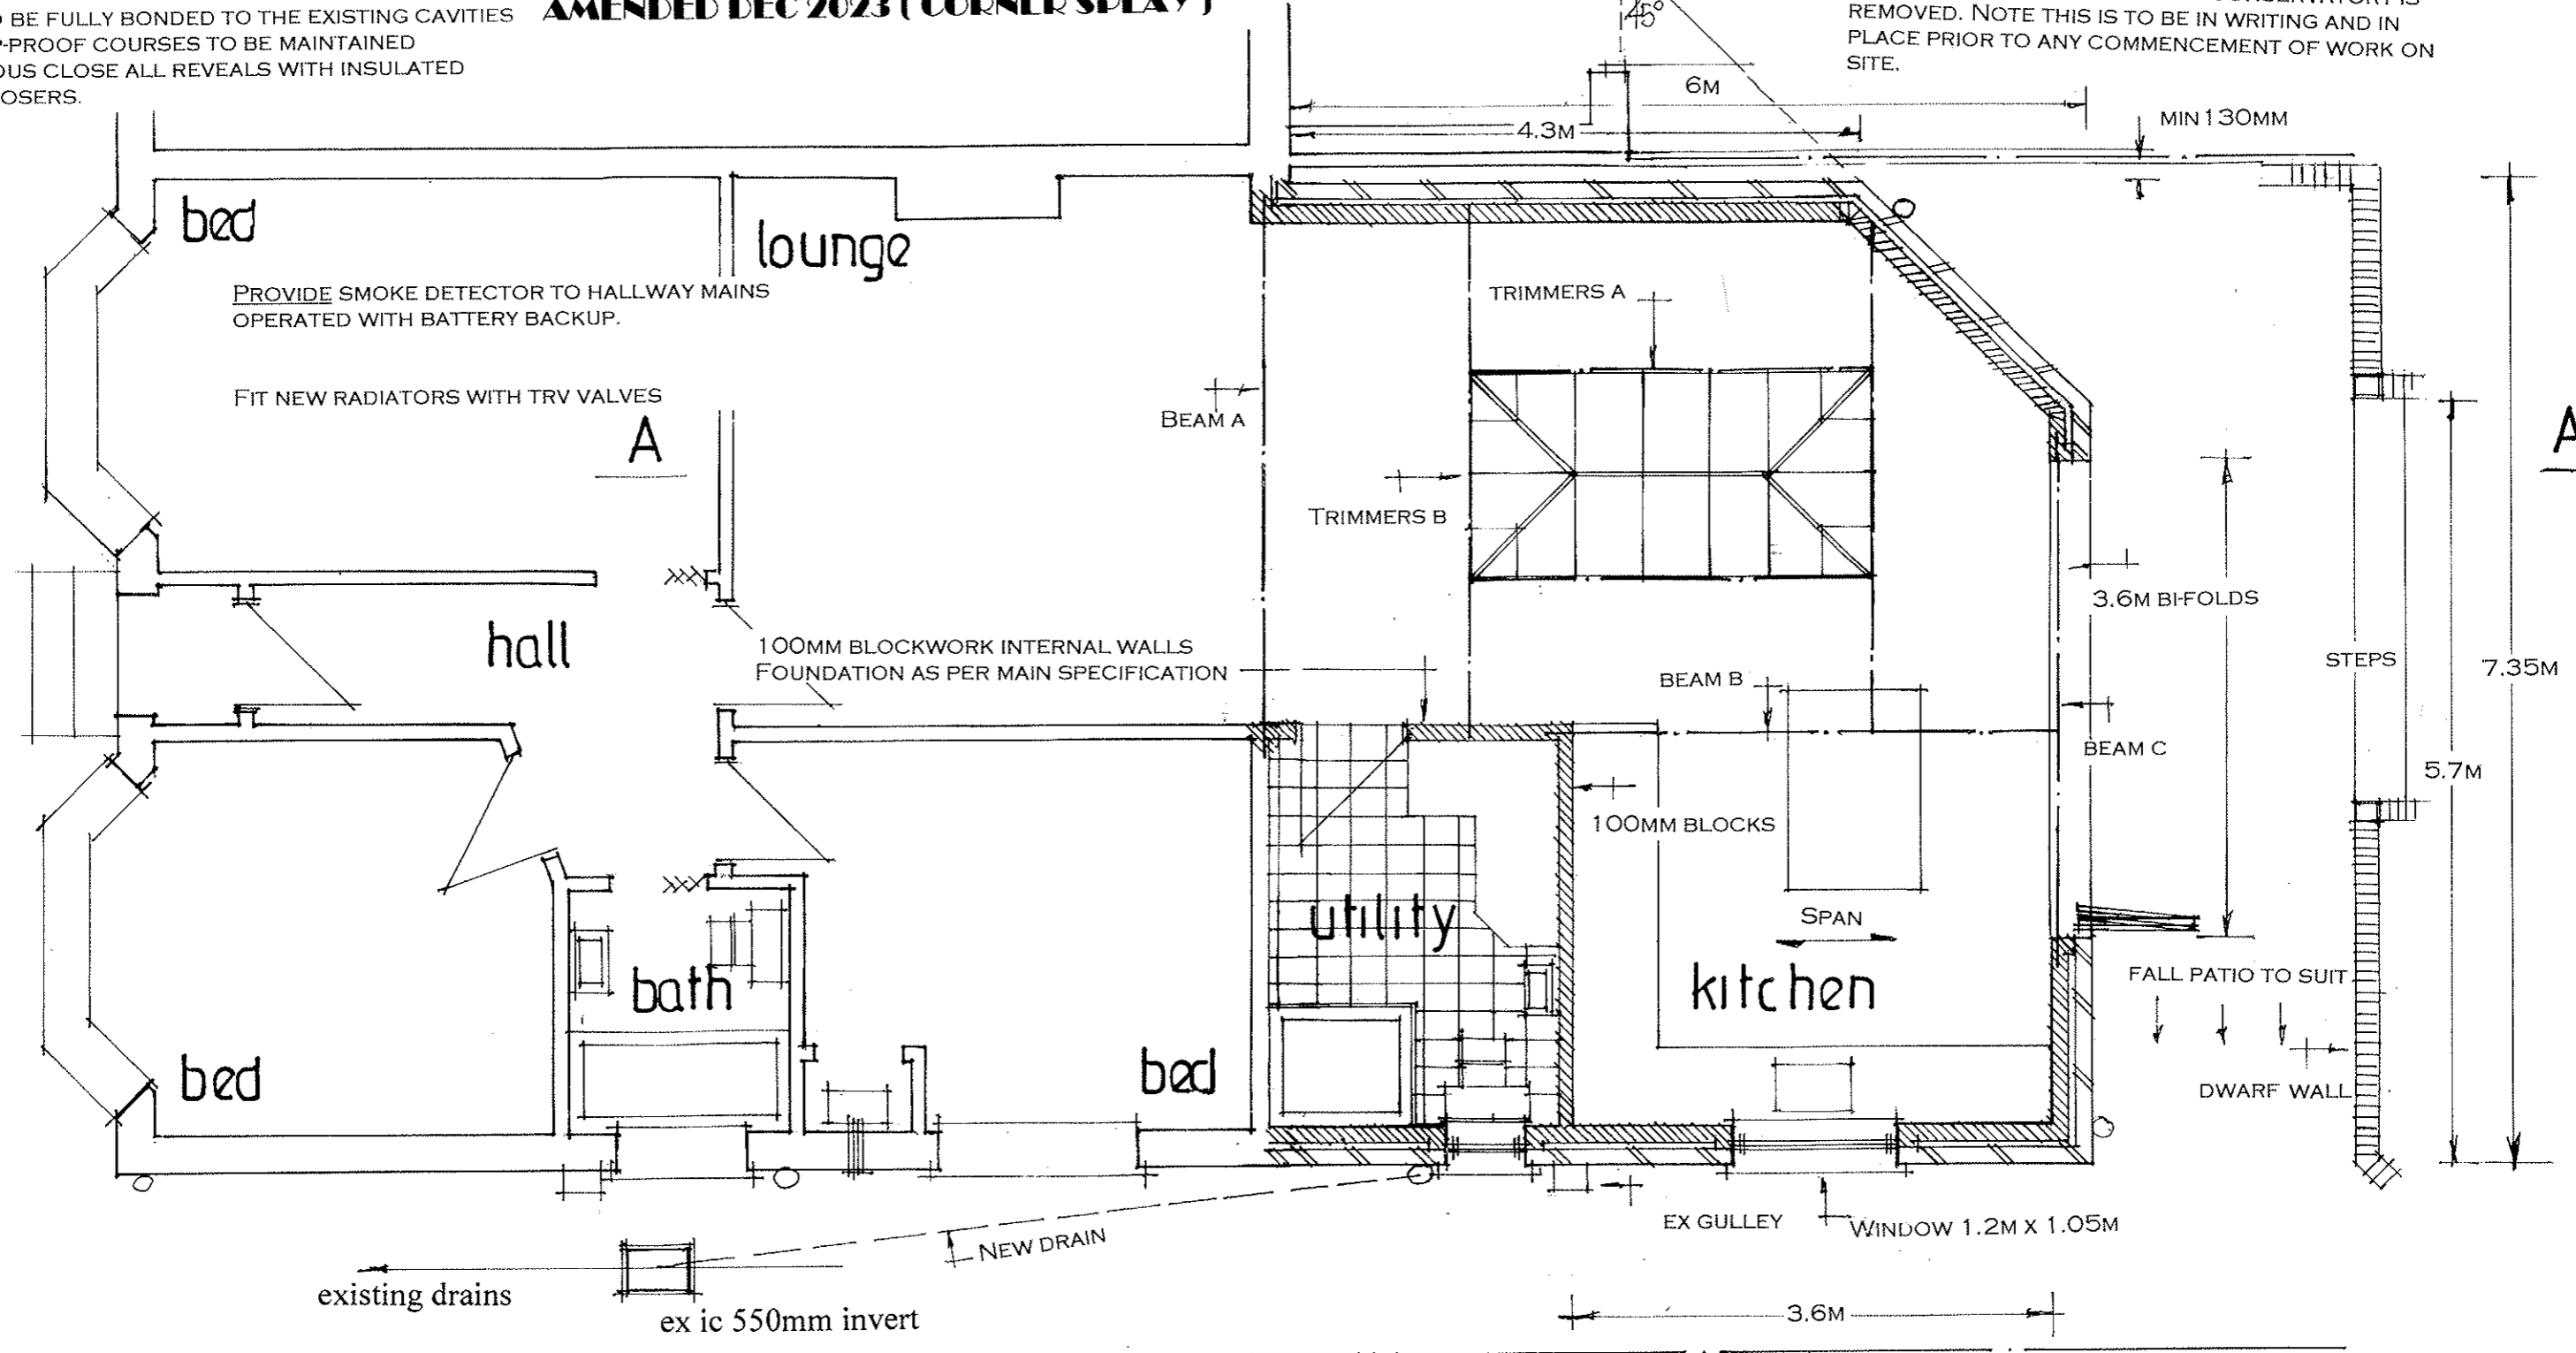 BE FULLY BONDED TO THE EXISTING CAVITIES
-PROOF COURSES TO BE MAINTAINED
OUS CLOSE ALL REVEALS WITH INSULATED
OSERS.
AMENDED DEC 2023 ( CORNER SPLAY )
45°
REMOVED. NOTE THIS IS TO BE IN WRITING AND IN
PLACE PRIOR TO ANY COMMENCEMENT OF WORK ON
SITE.
6M
4.3M
MIN 130MM
bed
lounge
PROVIDE SMOKE DETECTOR TO HALLWAY MAINS
OPERATED WITH BATTERY BACKUP.
TRIMMERS A
FIT NEW RADIATORS WITH TRV VALVES
BEAM A
A
A
TRIMMERS B
3.6M BI-FOLDS
hall
100MM BLOCKWORK INTERNAL WALLS
FOUNDATION AS PER MAIN SPECIFICATION
STEPS
7.35M
BEAM B
BEAM C
5.7M
100MM BLOCKS
utility
SPAN
kitchen
bath
FALL PATIO TO SUIT
bed
bed
DWARF WALL
EX GULLEY
WINDOW 1.2M X 1.05M
NEW DRAIN
existing drains
ex ic 550mm invert
3.6M